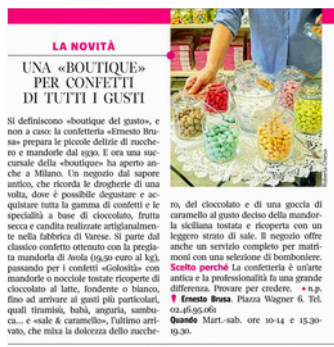 LA NOVITÀ
UNA «BOUTIQUE»
PER CONFETTI
DI TUTTI I GUSTI
Si definiscono «boutique del gusto», e
non a caso: la confetteria «Ernesto Bru-
sa» prepara le piccole delizie di zucche-
ro e mandorle dal 1930. E ora una suc-
cursale della «boutique» ha aperto an-
che a Milano. Un negozio dal sapore
antico, che ricorda le drogherie di una
volta, dove è possibile degustare e ac-
quistare tutta la gamma di confetti e le
specialità a base di cioccolato, frutta
secca e candita realizzate artigianalmen-
te nella fabbrica di Varese. Si parte dal
classico confetto ottenuto con la pregia-
ta mandorla di Avola (19,50 euro al kg),
passando per i confetti «Golosità» con
mandorle o nocciole tostate ricoperte di
cioccolato al latte, fondente o bianco,
fino ad arrivare ai gusti più particolari,
quali tiramisù, babà, anguria, sambu-
ca... e «sale & caramello», l'ultimo arri-
vato, che mixa la dolcezza dello zucche-
ro, del cioccolato e di una goccia di
caramello al gusto deciso della mandor-
la siciliana tostata e ricoperta con un
leggero strato di sale. Il negozio offre
anche un servizio completo per matri-
moni con una selezione di bomboniere.
Scelto perché La confetteria è un'arte
antica e la professionalità fa una grande
differenza. Provare per credere. • n.p.
Ernesto Brusa. Piazza Wagner 6. Tel.
02.46.95.061
Quando Mart.-sab. ore 10-14 e 15.30-
19.30.